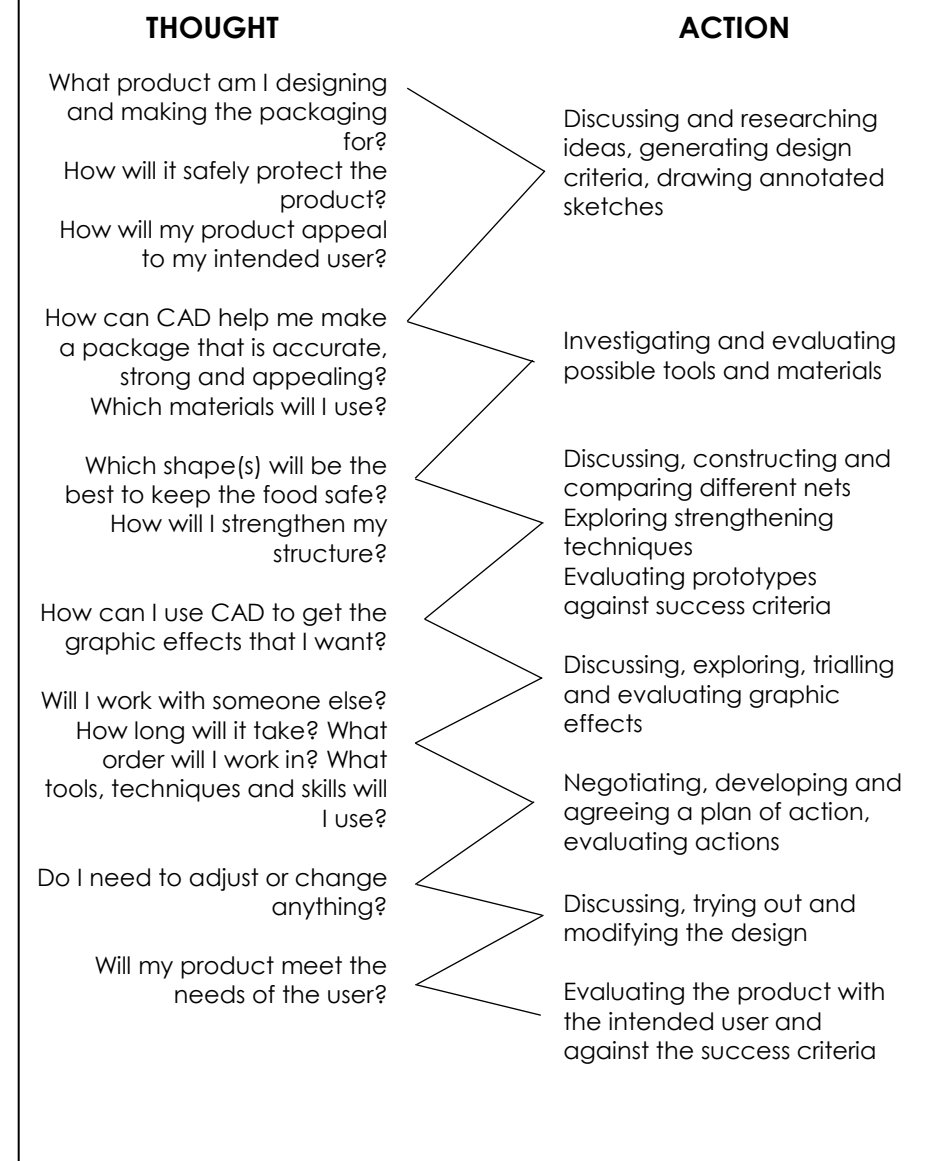 THOUGHT
What product am I designing
and making the packaging
for?
How will it safely protect the
product?
How will my product appeal
to my intended user?
How can CAD help me make
a package that is accurate,
strong and appealing?
Which materials will I use?
Which shape(s) will be the
best to keep the food safe?
How will I strengthen my
structure?
How can I use CAD to get the
graphic effects that I want?
Will I work with someone else?
How long will it take? What
order will I work in? What
tools, techniques and skills will
I use?
Do I need to adjust or change
anything?
Will my product meet the
needs of the user?
ACTION
Discussing and researching
ideas, generating design
criteria, drawing annotated
sketches
Investigating and evaluating
possible tools and materials
Discussing, constructing and
comparing different nets
Exploring strengthening
techniques
Evaluating prototypes
against success criteria
Discussing, exploring, trialling
and evaluating graphic
effects
Negotiating, developing and
agreeing a plan of action,
evaluating actions
Discussing, trying out and
modifying the design
Evaluating the product with
the intended user and
against the success criteria